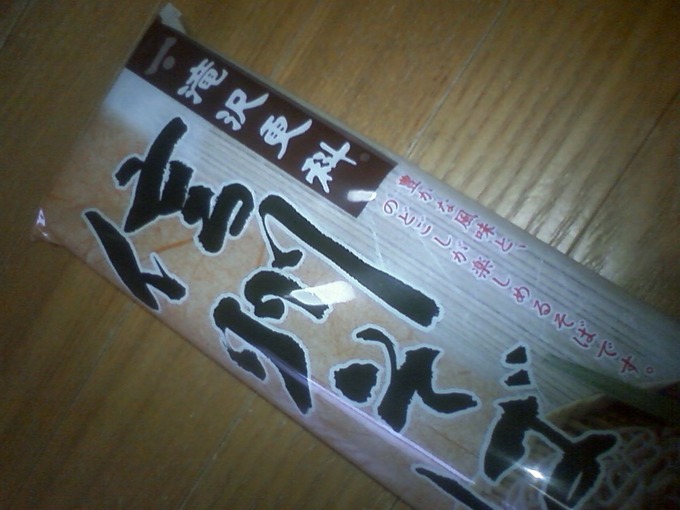 滝沢更科
信州そば
豊かな風味と、
のどごしが楽しめるそばです。